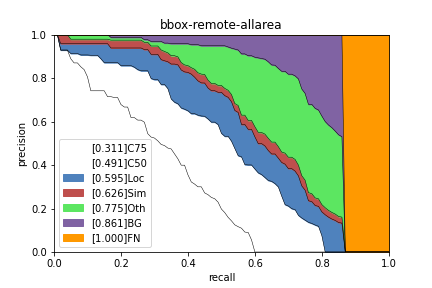 bbox-remote-allarea
precision
1.0
0.8
0.6
0.4
0.2
0.0
[0.311]C75
[0.491]C50
[0.595]Loc
[0.626]Sim
[0.775]Oth
[0.861]BG
[1.000]FN
0.0 0.2 0.4 0.6 0.8 1.0
recall